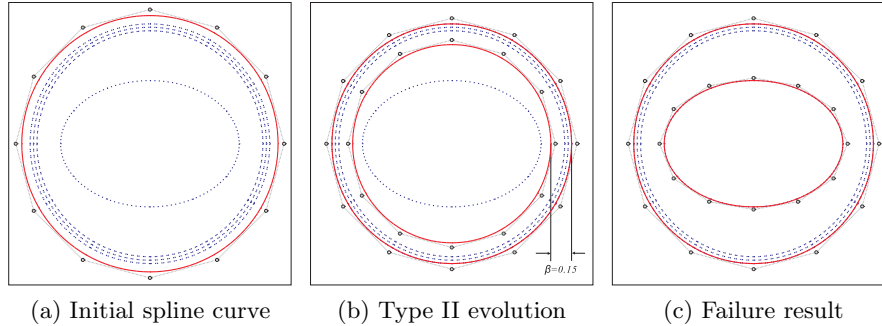 β=0.15
(a) Initial spline curve
(b) Type II evolution
(c) Failure result